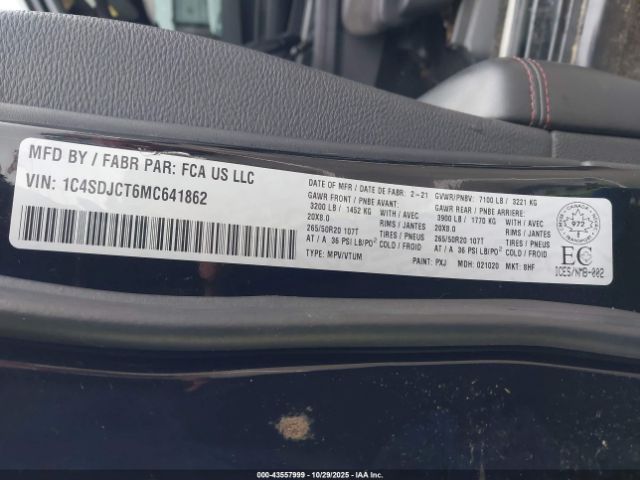 MFD BY / FABR PAR: FCA US LLC
VIN: 1C4SDJCT6MC641862
DATE OF MFR / DATE DE FABR: 2-21 GVWR/PNBV: 7100 LB / 3221 KG
GAWR FRONT / PNBE AVANT: GAWR REAR / PNBE ARRIERE:
3200 LB / 1452 KG WITH / AVEC 3900 LB / 1770 KG WITH / AVEC
20X8.0 RIMS / JANTES 20X8.0 RIMS / JANTES
265/50R20 107T TIRES / PNEUS 265/50R20 107T TIRES / PNEUS
AT / A 36 PSI LB/PO² COLD / FROID AT / A 36 PSI LB/PO² COLD / FROID
TYPE: MPV/VTUM PAINT: PXJ MDH: 021020 MKT: BHF
977
T
EC
ICES/NMB-002
000-43557999 | 10/29/2025 | IAAI.COM